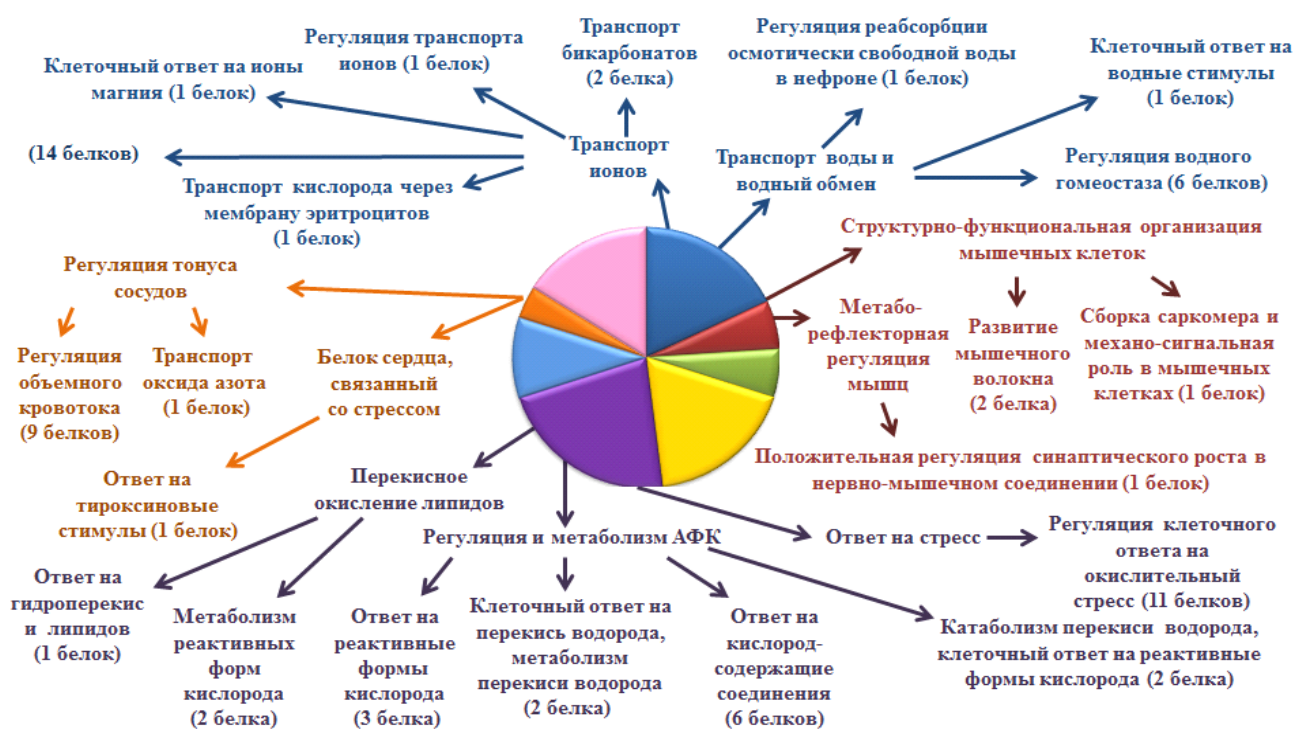 Транспорт
бикарбонатов
(2 белка)
Регуляция реабсорбции
осмотически свободной воды
в нефроне (1 белок)
Регуляция транспорта
ионов (1 белок)
Клеточный ответ на
водные стимулы
(1 белок)
Клеточный ответ на ионы
магния (1 белок)
(14 белков)
Транспорт
ионов
Транспорт воды и
водный обмен
Регуляция водного
гомеостаза (6 белков)
Транспорт кислорода через
мембрану эритроцитов
(1 белок)
Структурно-функциональная организация
мышечных клеток
Регуляция тонуса
сосудов
Метабо-
рефлекторная
регуляция
мышц
Развитие
мышечного
волокна
(2 белка)
Сборка саркомера и
механо-сигнальная
роль в мышечных
клетках (1 белок)
Регуляция
объемного
кровотока
(9 белков)
Транспорт
оксида азота
(1 белок)
Белок сердца,
связанный
со стрессом
Положительная регуляция синаптического роста в
нервно-мышечном соединении (1 белок)
Ответ на
тироксиновые
стимулы (1 белок)
Перекисное
окисление липидов
Регуляция и метаболизм АФК
Ответ на стресс
Регуляция клеточного
ответа на
окислительный
стресс (11 белков)
Ответ на
гидроперекис
и липидов
(1 белок)
Метаболизм
реактивных
форм
кислорода
(2 белка)
Ответ на
реактивные
формы
кислорода
(3 белка)
Клеточный ответ на
перекись водорода,
метаболизм
перекиси водорода
(2 белка)
Ответ на
кислород-
содержащие
соединения
(6 белков)
Катаболизм перекиси водорода,
клеточный ответ на реактивные
формы кислорода (2 белка)